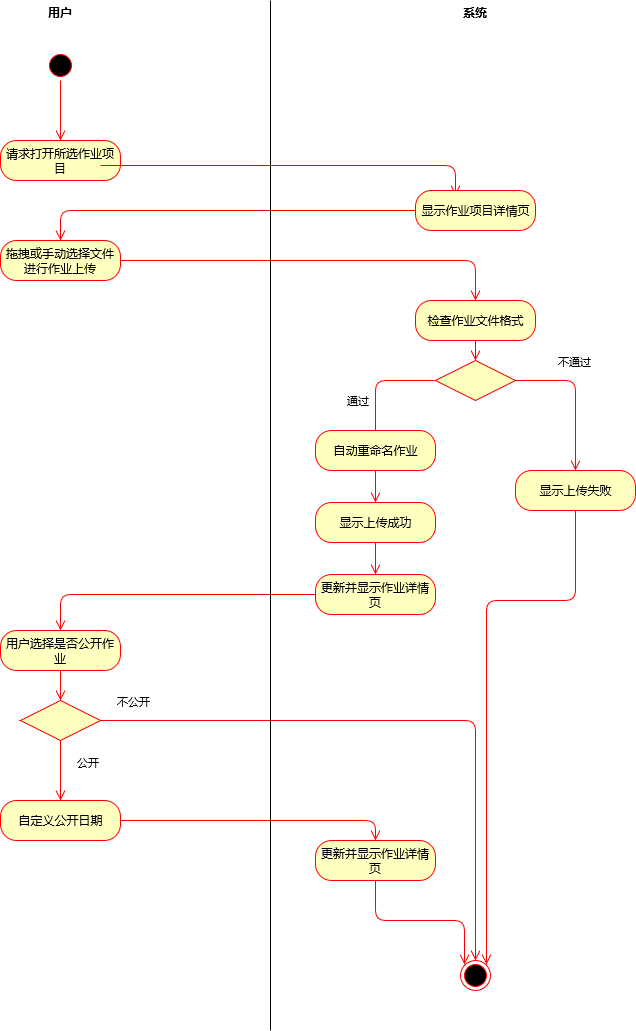 用户
系统
请求打开所选作业项
目
显示作业项目详情页
拖拽或手动选择文件
进行作业上传
检查作业文件格式
不通过
通过
自动重命名作业
显示上传失败
显示上传成功
更新并显示作业详情
页
用户选择是否公开作
业
不公开
公开
自定义公开日期
更新并显示作业详情
页